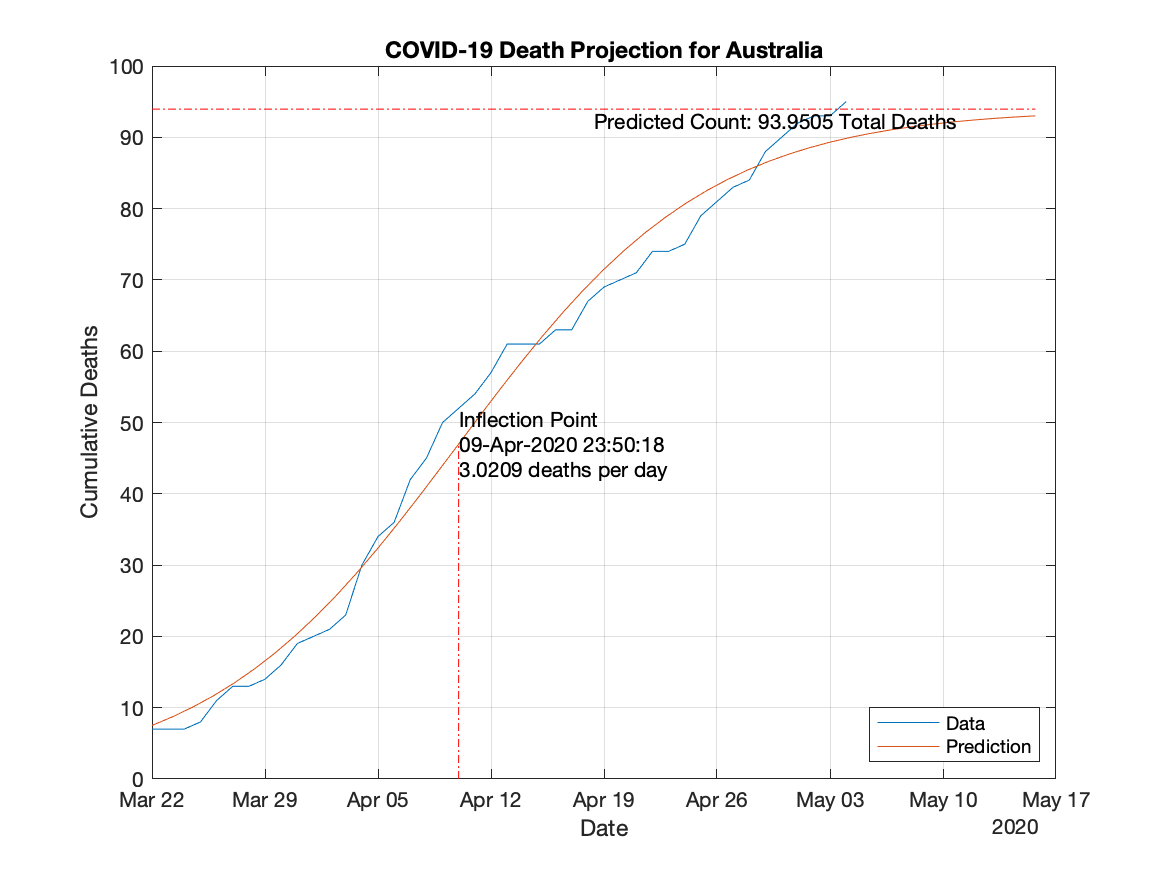 COVID-19 Death Projection for Australia
100
90
80
70
60
50
40
30
20
10
0
Cumulative Deaths
Predicted Count: 93.9505 Total Deaths
Inflection Point
09-Apr-2020 23:50:18
3.0209 deaths per day
Data
Prediction
Mar 22 Mar 29 Apr 05 Apr 12 Apr 19 Apr 26 May 03 May 10 May 17
Date
2020